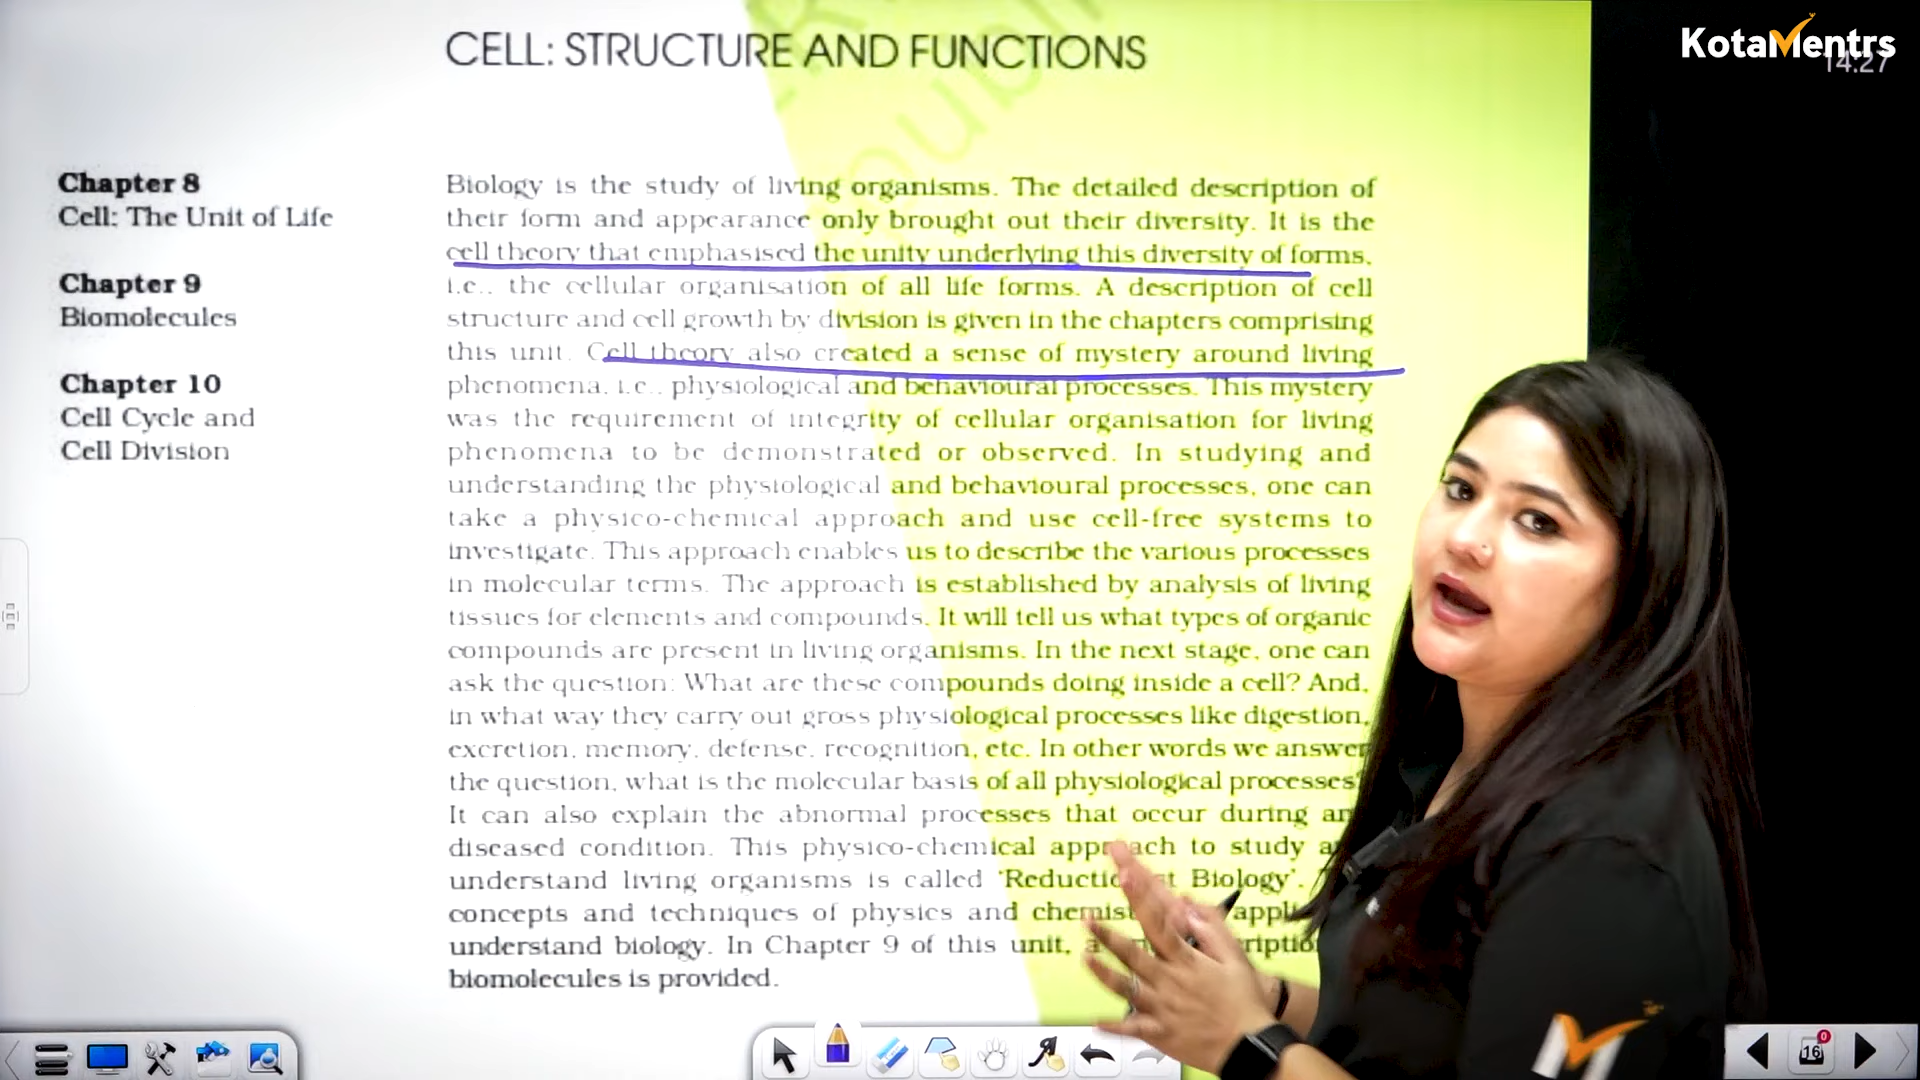 CELL: STRUCTURE AND FUNCTIONS
KotaMentrs
14:27
Chapter 8
Cell: The Unit of Life
Chapter 9
Biomolecules
Chapter 10
Cell Cycle and
Cell Division
Biology is the study of living organisms. The detailed description of
their form and appearance only brought out their diversity. It is the
cell theory that emphasised the unity underlying this diversity of forms,
i.e., the cellular organisation of all life forms. A description of cell
structure and cell growth by division is given in the chapters comprising
this unit. Cell theory also created a sense of mystery around living
phenomena, i.e., physiological and behavioural processes. This mystery
was the requirement of integrity of cellular organisation for living
phenomena to be demonstrated or observed. In studying and
understanding the physiological and behavioural processes, one can
take a physico-chemical approach and use cell-free systems to
investigate. This approach enables us to describe the various processes
in molecular terms. The approach is established by analysis of living
tissues for elements and compounds. It will tell us what types of organic
compounds are present in living organisms. In the next stage, one can
ask the question: What are these compounds doing inside a cell? And,
in what way they carry out gross physiological processes like digestion,
excretion, memory, defense, recognition, etc. In other words we answer
the question, what is the molecular basis of all physiological processes?
It can also explain the abnormal processes that occur during an
diseased condition. This physico-chemical approach to study
understand living organisms is called 'Reductionist Biology'.
concepts and techniques of physics and
understand biology. In Chapter 9 of this unit,
biomolecules is provided.
16
0